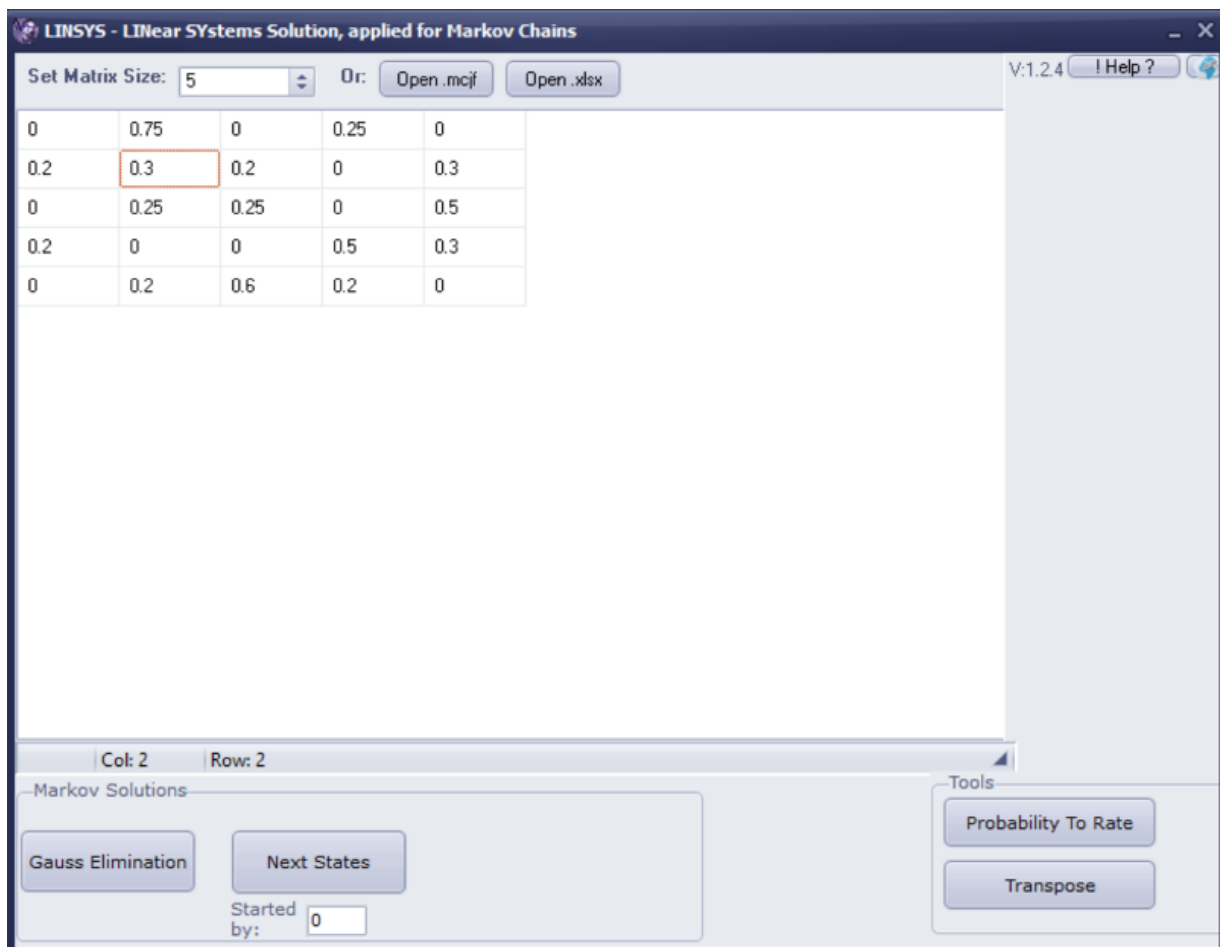 LINSYS - LINear SYstems Solution, applied for Markov Chains
Set Matrix Size: 5 Or: Open .mcjf Open .xlsx V:1.2.4 ! Help ?
0 0.75 0 0.25 0
0.2 0.3 0.2 0 0.3
0 0.25 0.25 0 0.5
0.2 0 0 0.5 0.3
0 0.2 0.6 0.2 0
Col: 2 Row: 2
Markov Solutions
Gauss Elimination Next States
Started by: 0
Tools
Probability To Rate
Transpose